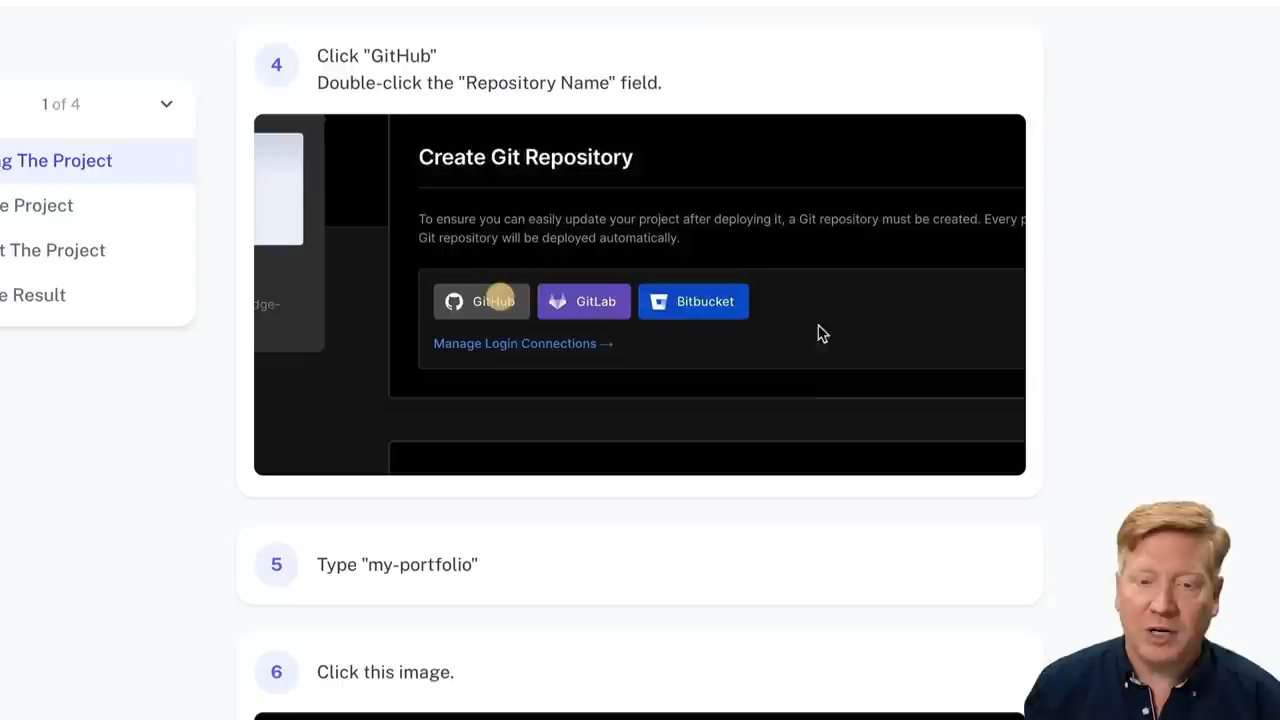 4
Click "GitHub"
Double-click the "Repository Name" field.
1 of 4
g The Project
e Project
t The Project
e Result
Create Git Repository
To ensure you can easily update your project after deploying it, a Git repository must be created. Every p
Git repository will be deployed automatically.
dge-
GitHub
GitLab
Bitbucket
Manage Login Connections →
5
Type "my-portfolio"
6
Click this image.